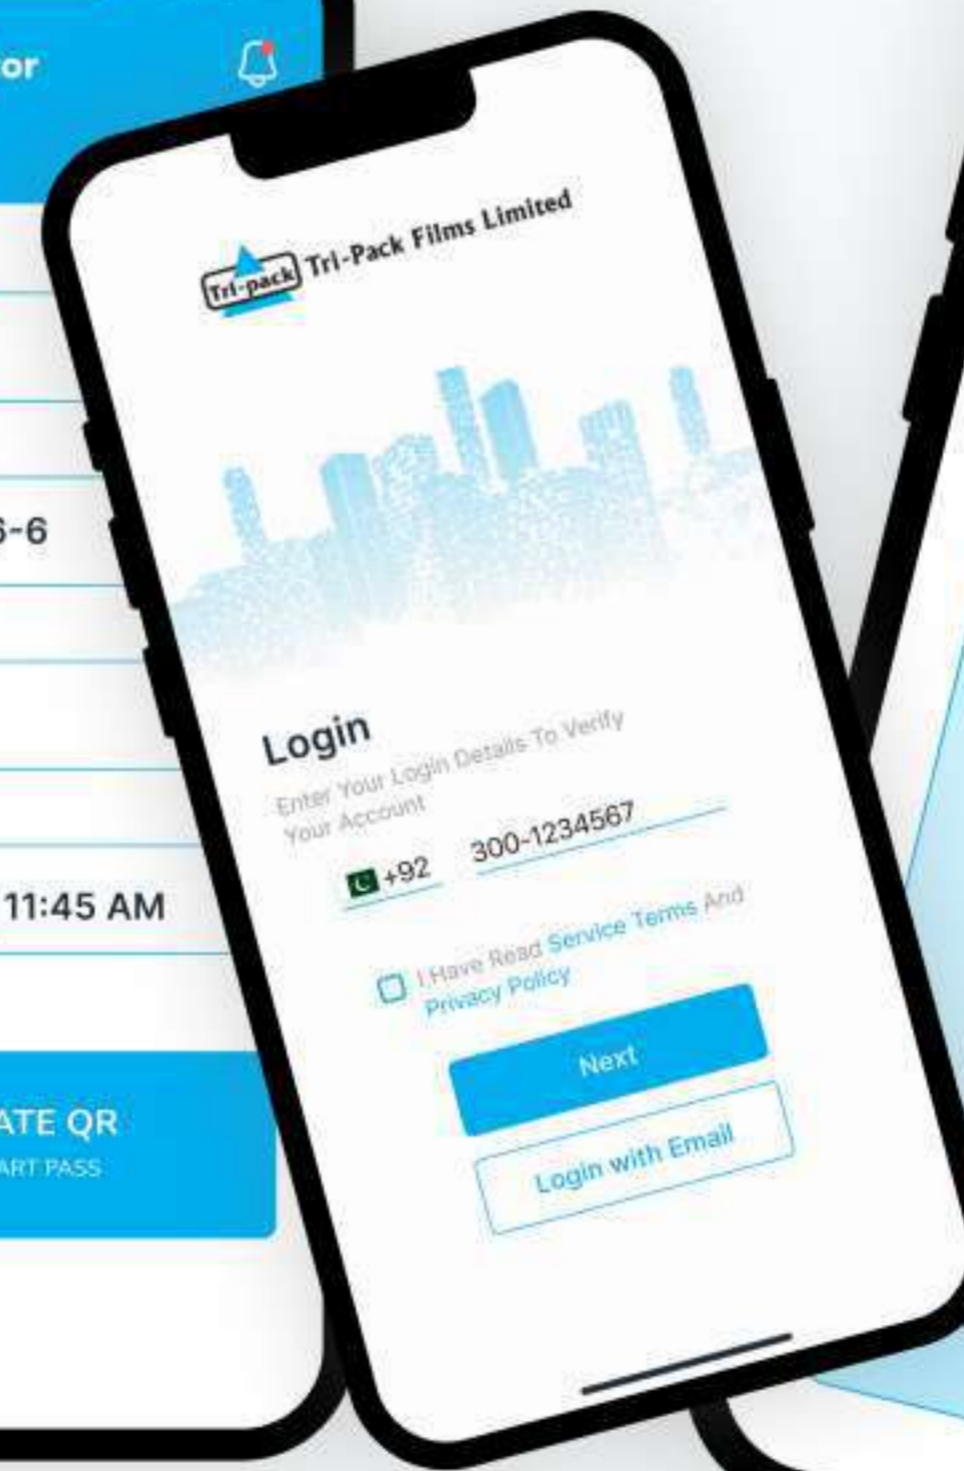 or
6-6
11:45 AM
ATE QR
ART PASS
Tri-pack
Tri-Pack Films Limited
Login
Enter Your Login Details To Verify
Your Account
+92 300-1234567
I Have Read Service Terms And
Privacy Policy
Next
Login with Email